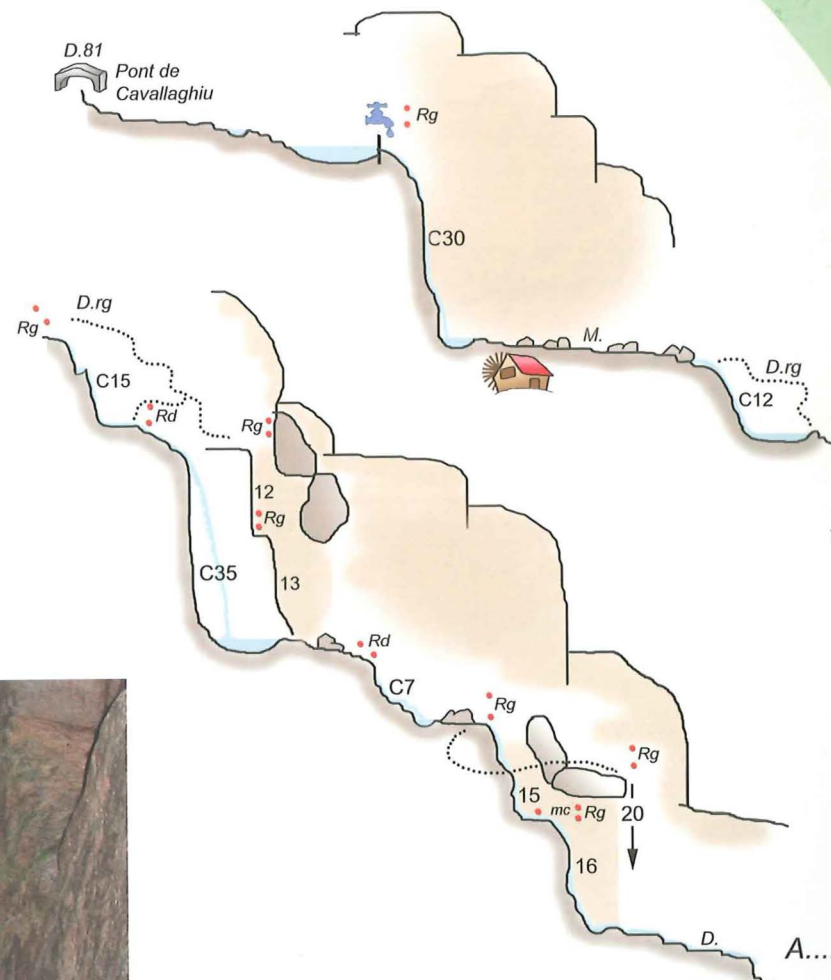 D.81
Pont de
Cavallaghiu
Rg
C30
M.
D.rg
C12
D.rg
Rg
C15
Rd
Rg
12
Rg
C35
13
Rd
C7
Rg
Rg
15
mc
Rg
20
16
D.
A....